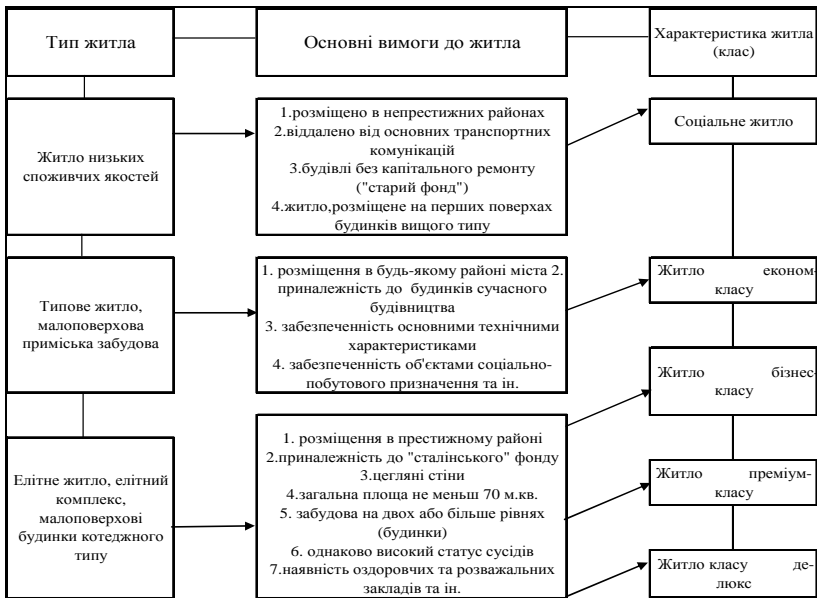 Тип житла
Основні вимоги до житла
Характеристика житла
(клас)
Житло низьких
споживчих якостей
1.розміщено в непрестижних районах
2.віддалено від основних транспортних
комунікацій
3.будівлі без капітального ремонту
("старий фонд")
4.житло,розміщене на перших поверхах
будинків вищого типу
Соціальне житло
Типове житло,
малоповерхова
приміська забудова
1. розміщення в будь-якому районі міста 2.
приналежність до будинків сучасного
будівництва
3. забезпеченність основними технічними
характеристиками
4. забезпеченність об'єктами соціально-
побутового призначення та ін.
Житло економ-
класу
Елітне житло, елітний
комплекс,
малоповерхові
будинки котеджного
типу
1. розміщення в престижному районі
2.приналежність до "сталінського" фонду
3.цегляні стіни
4.загальна площа не меньш 70 м.кв.
5. забудова на двох або більше рівнях
(будинки)
6. однаково високий статус сусідів
7.наявність оздоровчих та розважальних
закладів та ін.
Житло бізнес-
класу
Житло преміум-
класу
Житло класу де-
люкс